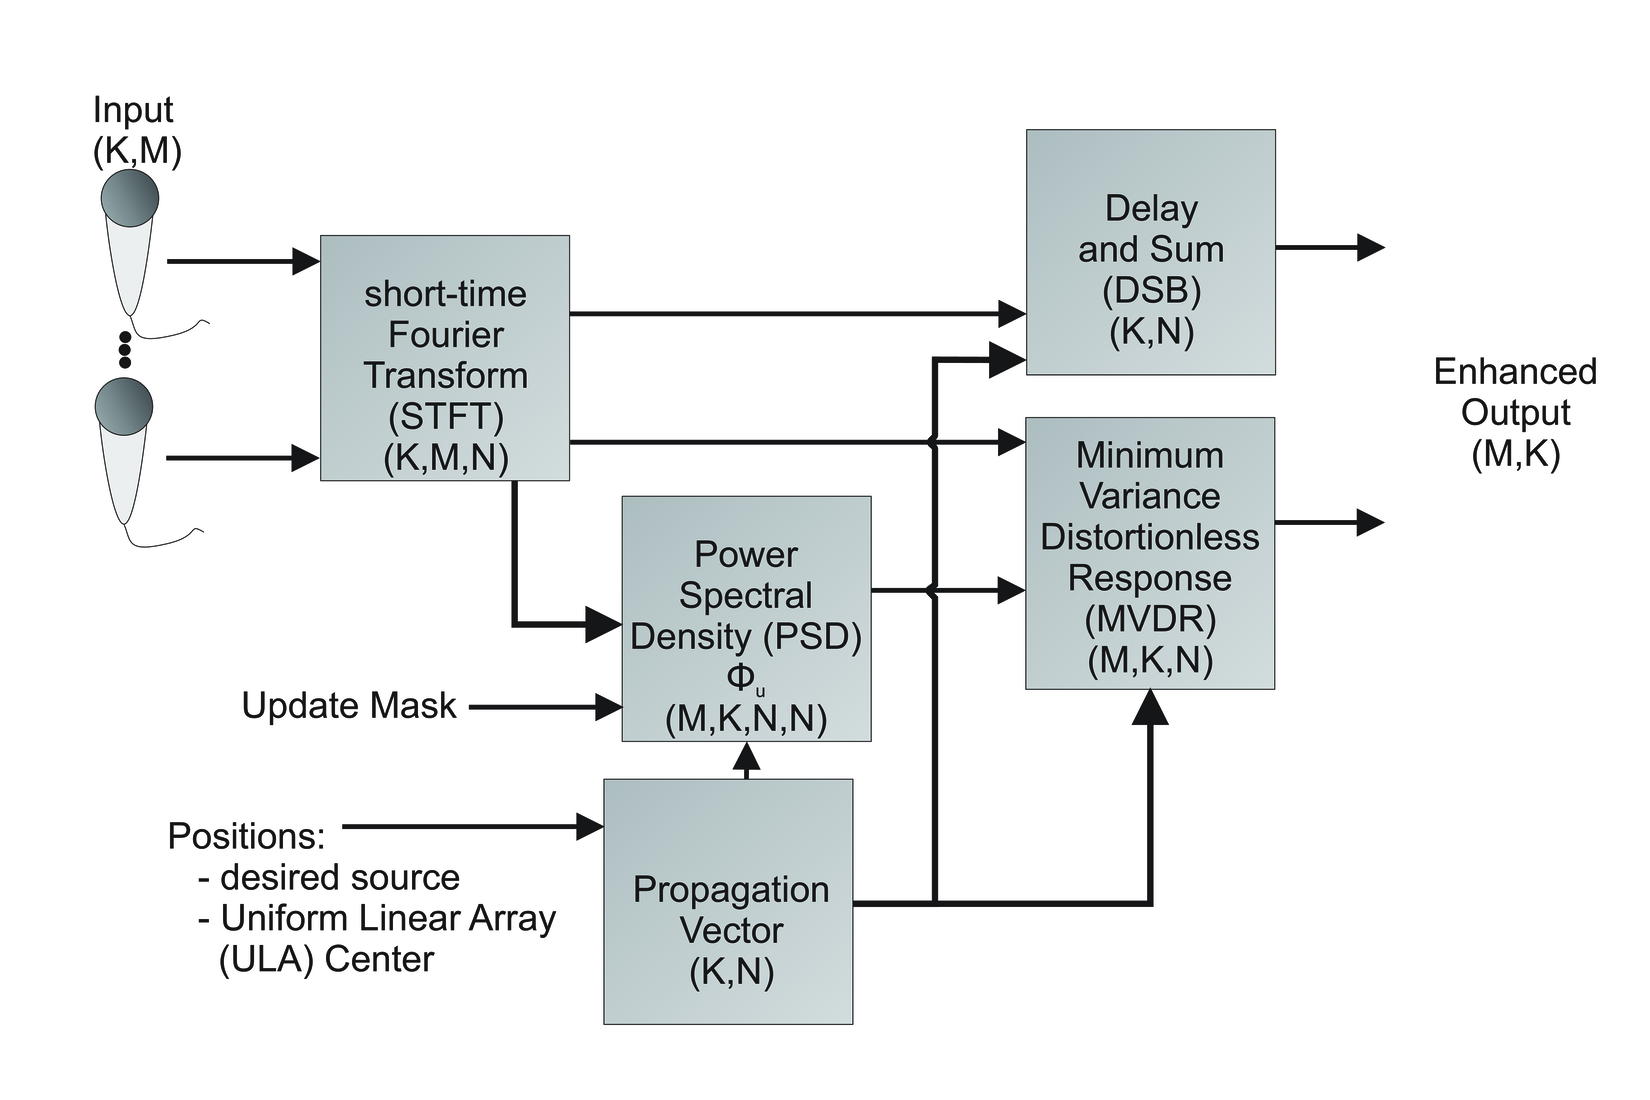 Input
(K,M)
short-time
Fourier
Transform
(STFT)
(K,M,N)
Delay
and Sum
(DSB)
(K,N)
Enhanced
Output
(M,K)
Minimum
Variance
Distortionless
Response
(MVDR)
(M,K,N)
Power
Spectral
Density (PSD)
Φu
(M,K,N,N)
Update Mask
Positions:
- desired source
- Uniform Linear Array
(ULA) Center
Propagation
Vector
(K,N)